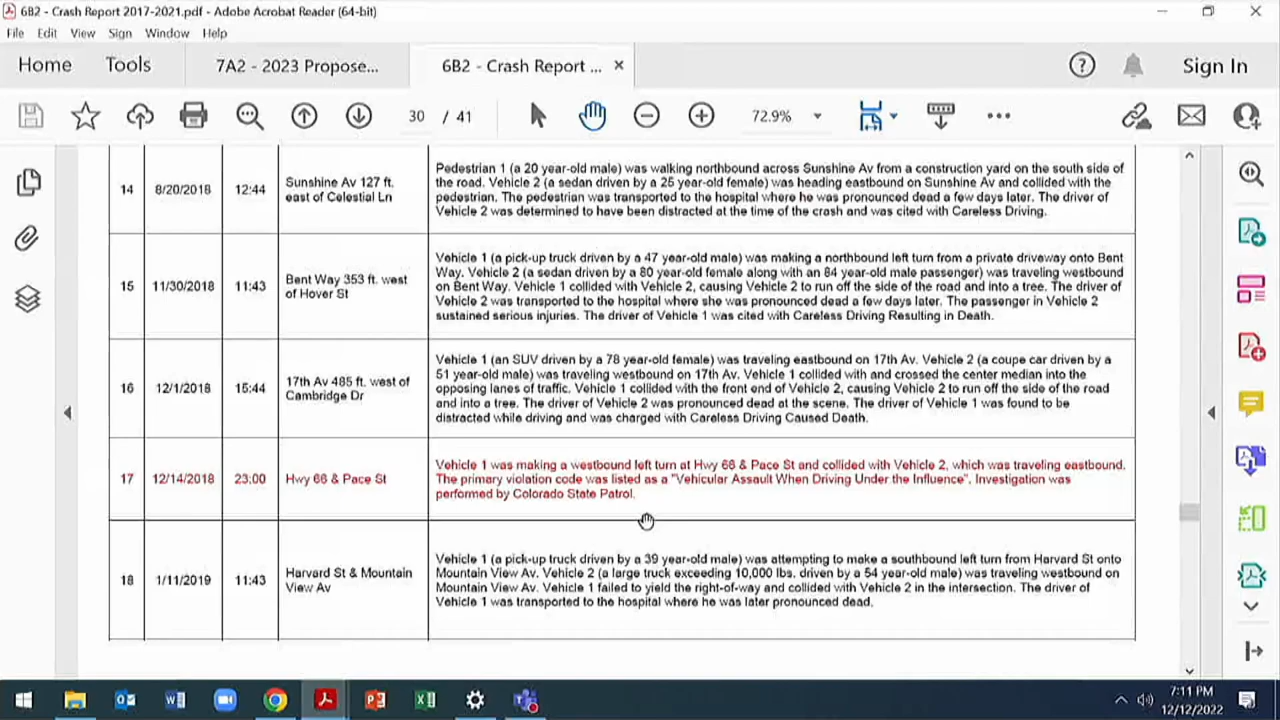 6B2 - Crash Report 2017-2021.pdf - Adobe Acrobat Reader (64-bit)
File Edit View Sign Window Help
Home Tools 7A2 - 2023 Propose... 6B2 - Crash Report ... Sign In
30 / 41 72.9%
14 8/20/2018 12:44 Sunshine Av 127 ft. east of Celestial Ln
Pedestrian 1 (a 20 year-old male) was walking northbound across Sunshine Av from a construction yard on the south side of
the road. Vehicle 2 (a sedan driven by a 25 year-old female) was heading eastbound on Sunshine Av and collided with the
pedestrian. The pedestrian was transported to the hospital where he was pronounced dead a few days later. The driver of
Vehicle 2 was determined to have been distracted at the time of the crash and was cited with Careless Driving.
15 11/30/2018 11:43 Bent Way 353 ft. west of Hover St
Vehicle 1 (a pick-up truck driven by a 47 year-old male) was making a northbound left turn from a private driveway onto Bent
Way. Vehicle 2 (a sedan driven by a 80 year-old female along with an 84 year-old male passenger) was traveling westbound
on Bent Way. Vehicle 1 collided with Vehicle 2, causing Vehicle 2 to run off the side of the road and into a tree. The driver of
Vehicle 2 was transported to the hospital where she was pronounced dead a few days later. The passenger in Vehicle 2
sustained serious injuries. The driver of Vehicle 1 was cited with Careless Driving Resulting in Death.
16 12/1/2018 15:44 17th Av 485 ft. west of Cambridge Dr
Vehicle 1 (an SUV driven by a 78 year-old female) was traveling eastbound on 17th Av. Vehicle 2 (a coupe car driven by a
51 year-old male) was traveling westbound on 17th Av. Vehicle 1 collided with and crossed the center median into the
opposing lanes of traffic. Vehicle 1 collided with the front end of Vehicle 2, causing Vehicle 2 to run off the side of the road
and into a tree. The driver of Vehicle 2 was pronounced dead at the scene. The driver of Vehicle 1 was found to be
distracted while driving and was charged with Careless Driving Caused Death.
17 12/14/2018 23:00 Hwy 66 & Pace St
Vehicle 1 was making a westbound left turn at Hwy 66 & Pace St and collided with Vehicle 2, which was traveling eastbound.
The primary violation code was listed as a "Vehicular Assault When Driving Under the Influence". Investigation was
performed by Colorado State Patrol.
18 1/11/2019 11:43 Harvard St & Mountain View Av
Vehicle 1 (a pick-up truck driven by a 39 year-old male) was attempting to make a southbound left turn from Harvard St onto
Mountain View Av. Vehicle 2 (a large truck exceeding 10,000 lbs. driven by a 54 year-old male) was traveling westbound on
Mountain View Av. Vehicle 1 failed to yield the right-of-way and collided with Vehicle 2 in the intersection. The driver of
Vehicle 1 was transported to the hospital where he was later pronounced dead.
7:11 PM
12/12/2022